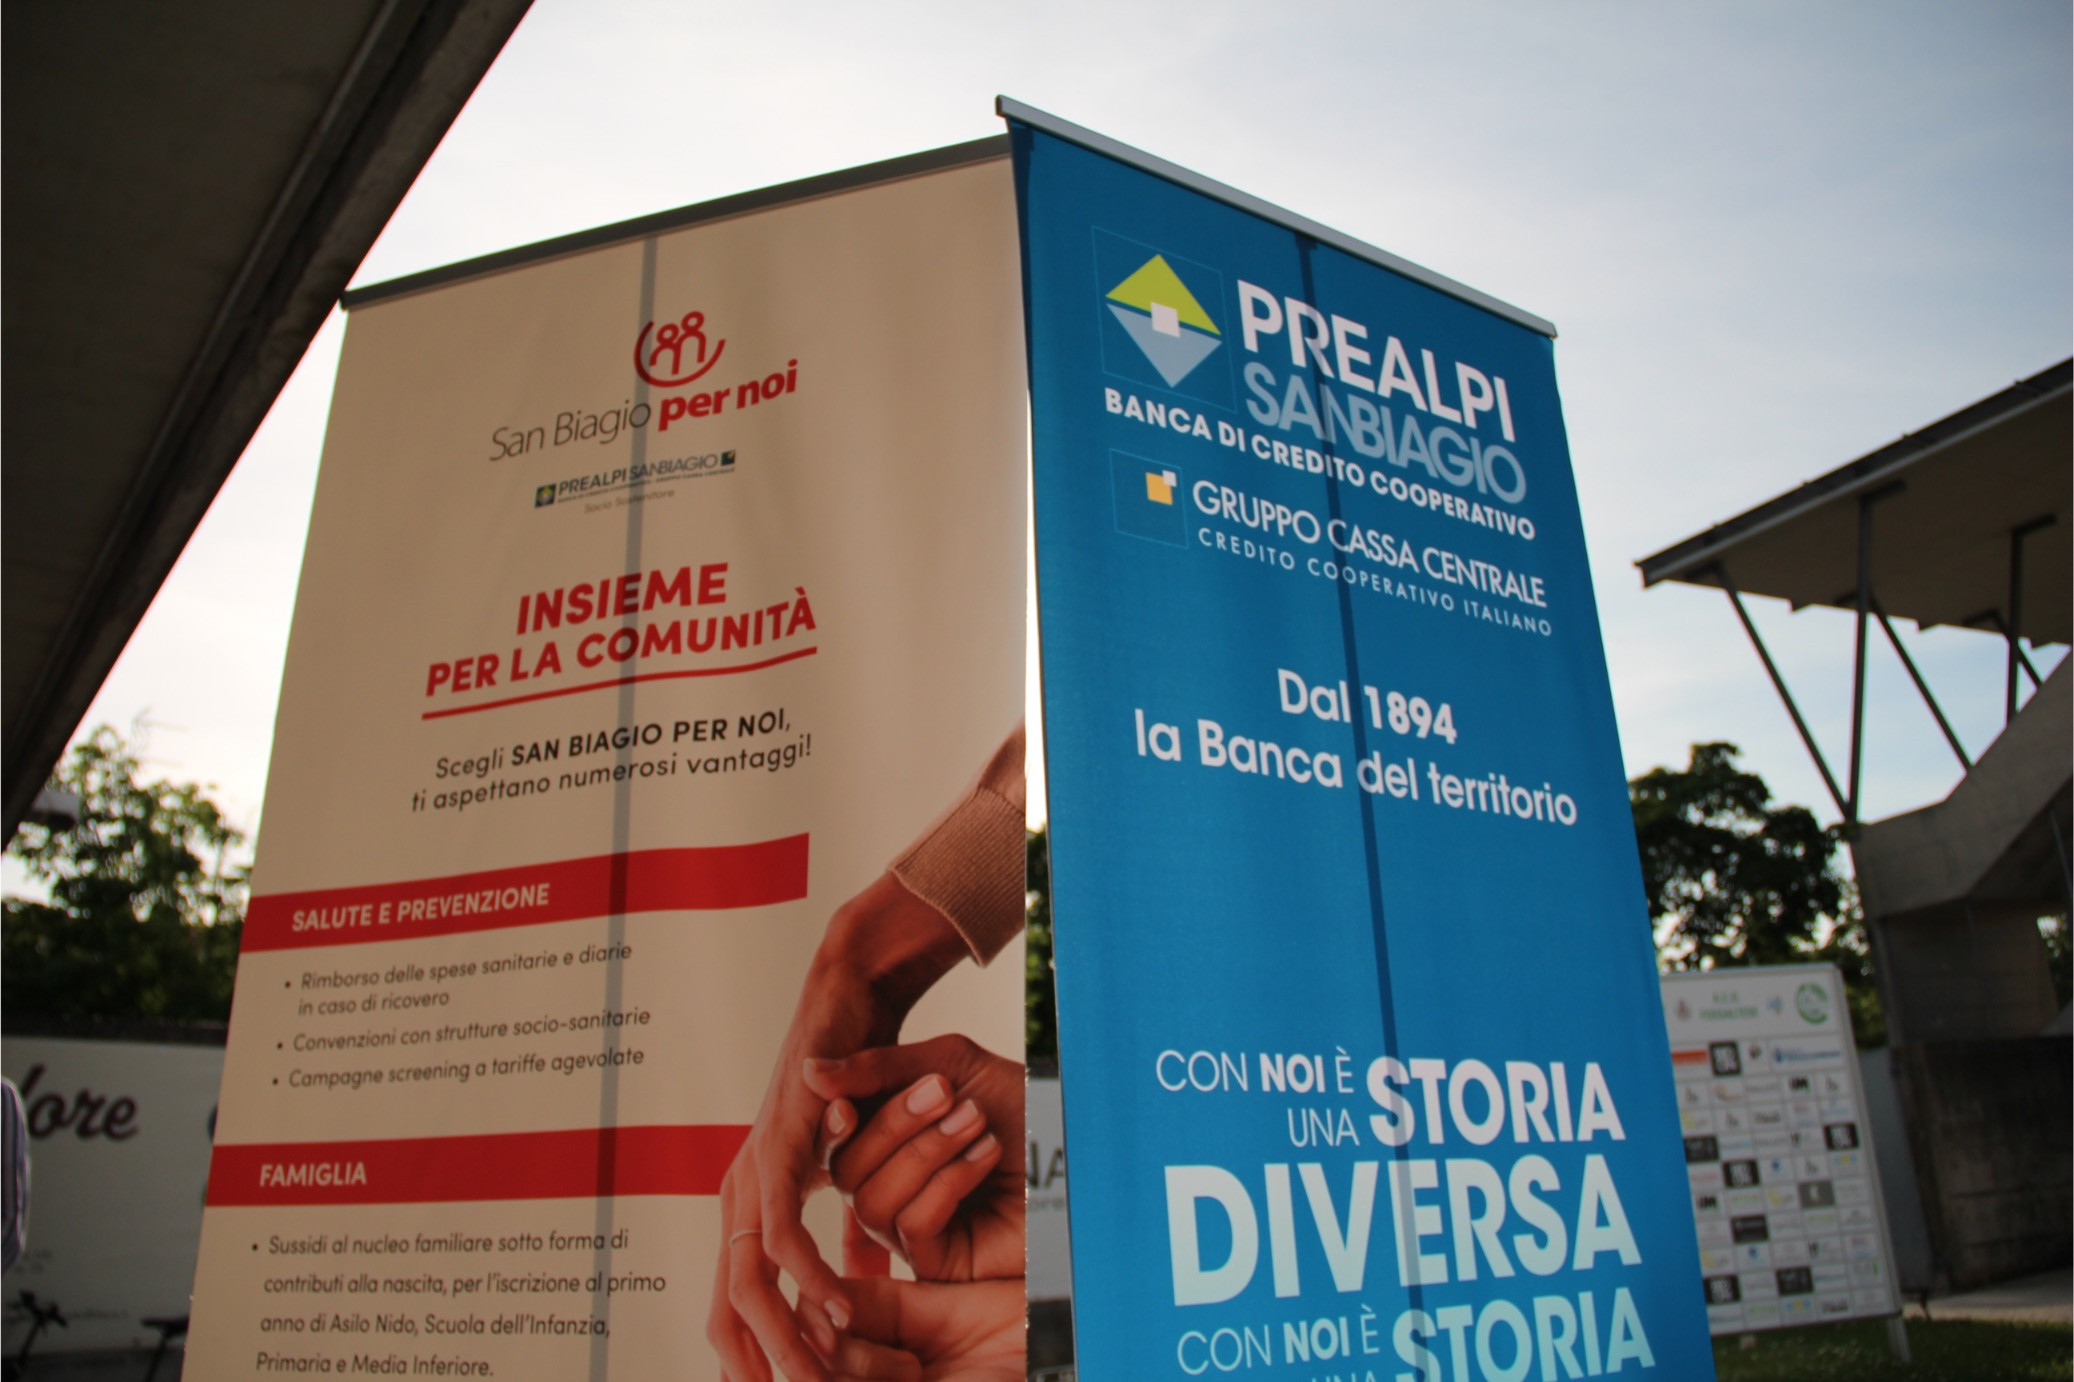 San Biagio per noi
PREALPI SANBIAGIO
Socio Sostenitore
INSIEME
PER LA COMUNITÀ
Scegli SAN BIAGIO PER NOI,
ti aspettano numerosi vantaggi!
SALUTE E PREVENZIONE
• Rimborso delle spese sanitarie e diarie
in caso di ricovero
• Convenzioni con strutture socio-sanitarie
• Campagne screening a tariffe agevolate
FAMIGLIA
• Sussidi al nucleo familiare sotto forma di
contributi alla nascita, per l'iscrizione al primo
anno di Asilo Nido, Scuola dell'Infanzia,
Primaria e Media Inferiore.
PREALPI
SANBIAGIO
BANCA DI CREDITO COOPERATIVO
GRUPPO CASSA CENTRALE
CREDITO COOPERATIVO ITALIANO
Dal 1894
la Banca del territorio
CON NOI È
UNA STORIA
DIVERSA
CON NOI È
UNA STORIA